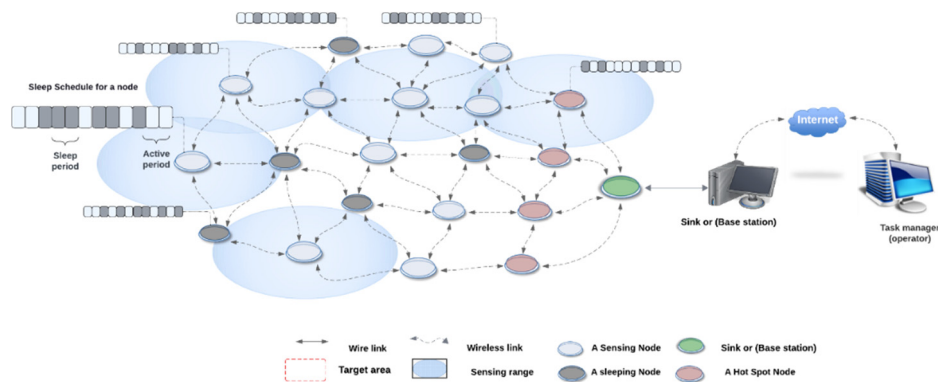 Sleep Schedule for a node
Sleep
period
Active
period
Internet
Sink or (Base station)
Task manager
(operator)
Wire link
Wireless link
A Sensing Node
Sink or (Base station)
Target area
Sensing range
A sleeping Node
A Hot Spot Node